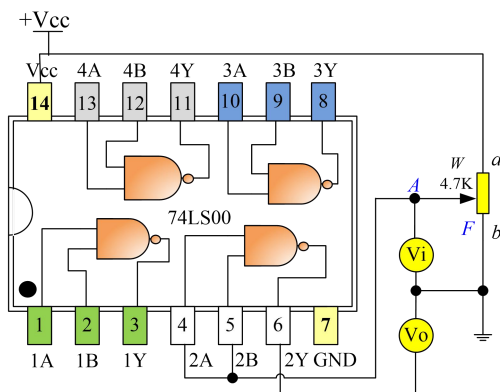 +Vcc
Vcc 4A 4B 4Y 3A 3B 3Y
14 13 12 11 10 9 8
a
W
4.7K
A
F
b
74LS00
Vi
Vo
1 2 3 4 5 6 7
1A 1B 1Y 2A 2B 2Y GND